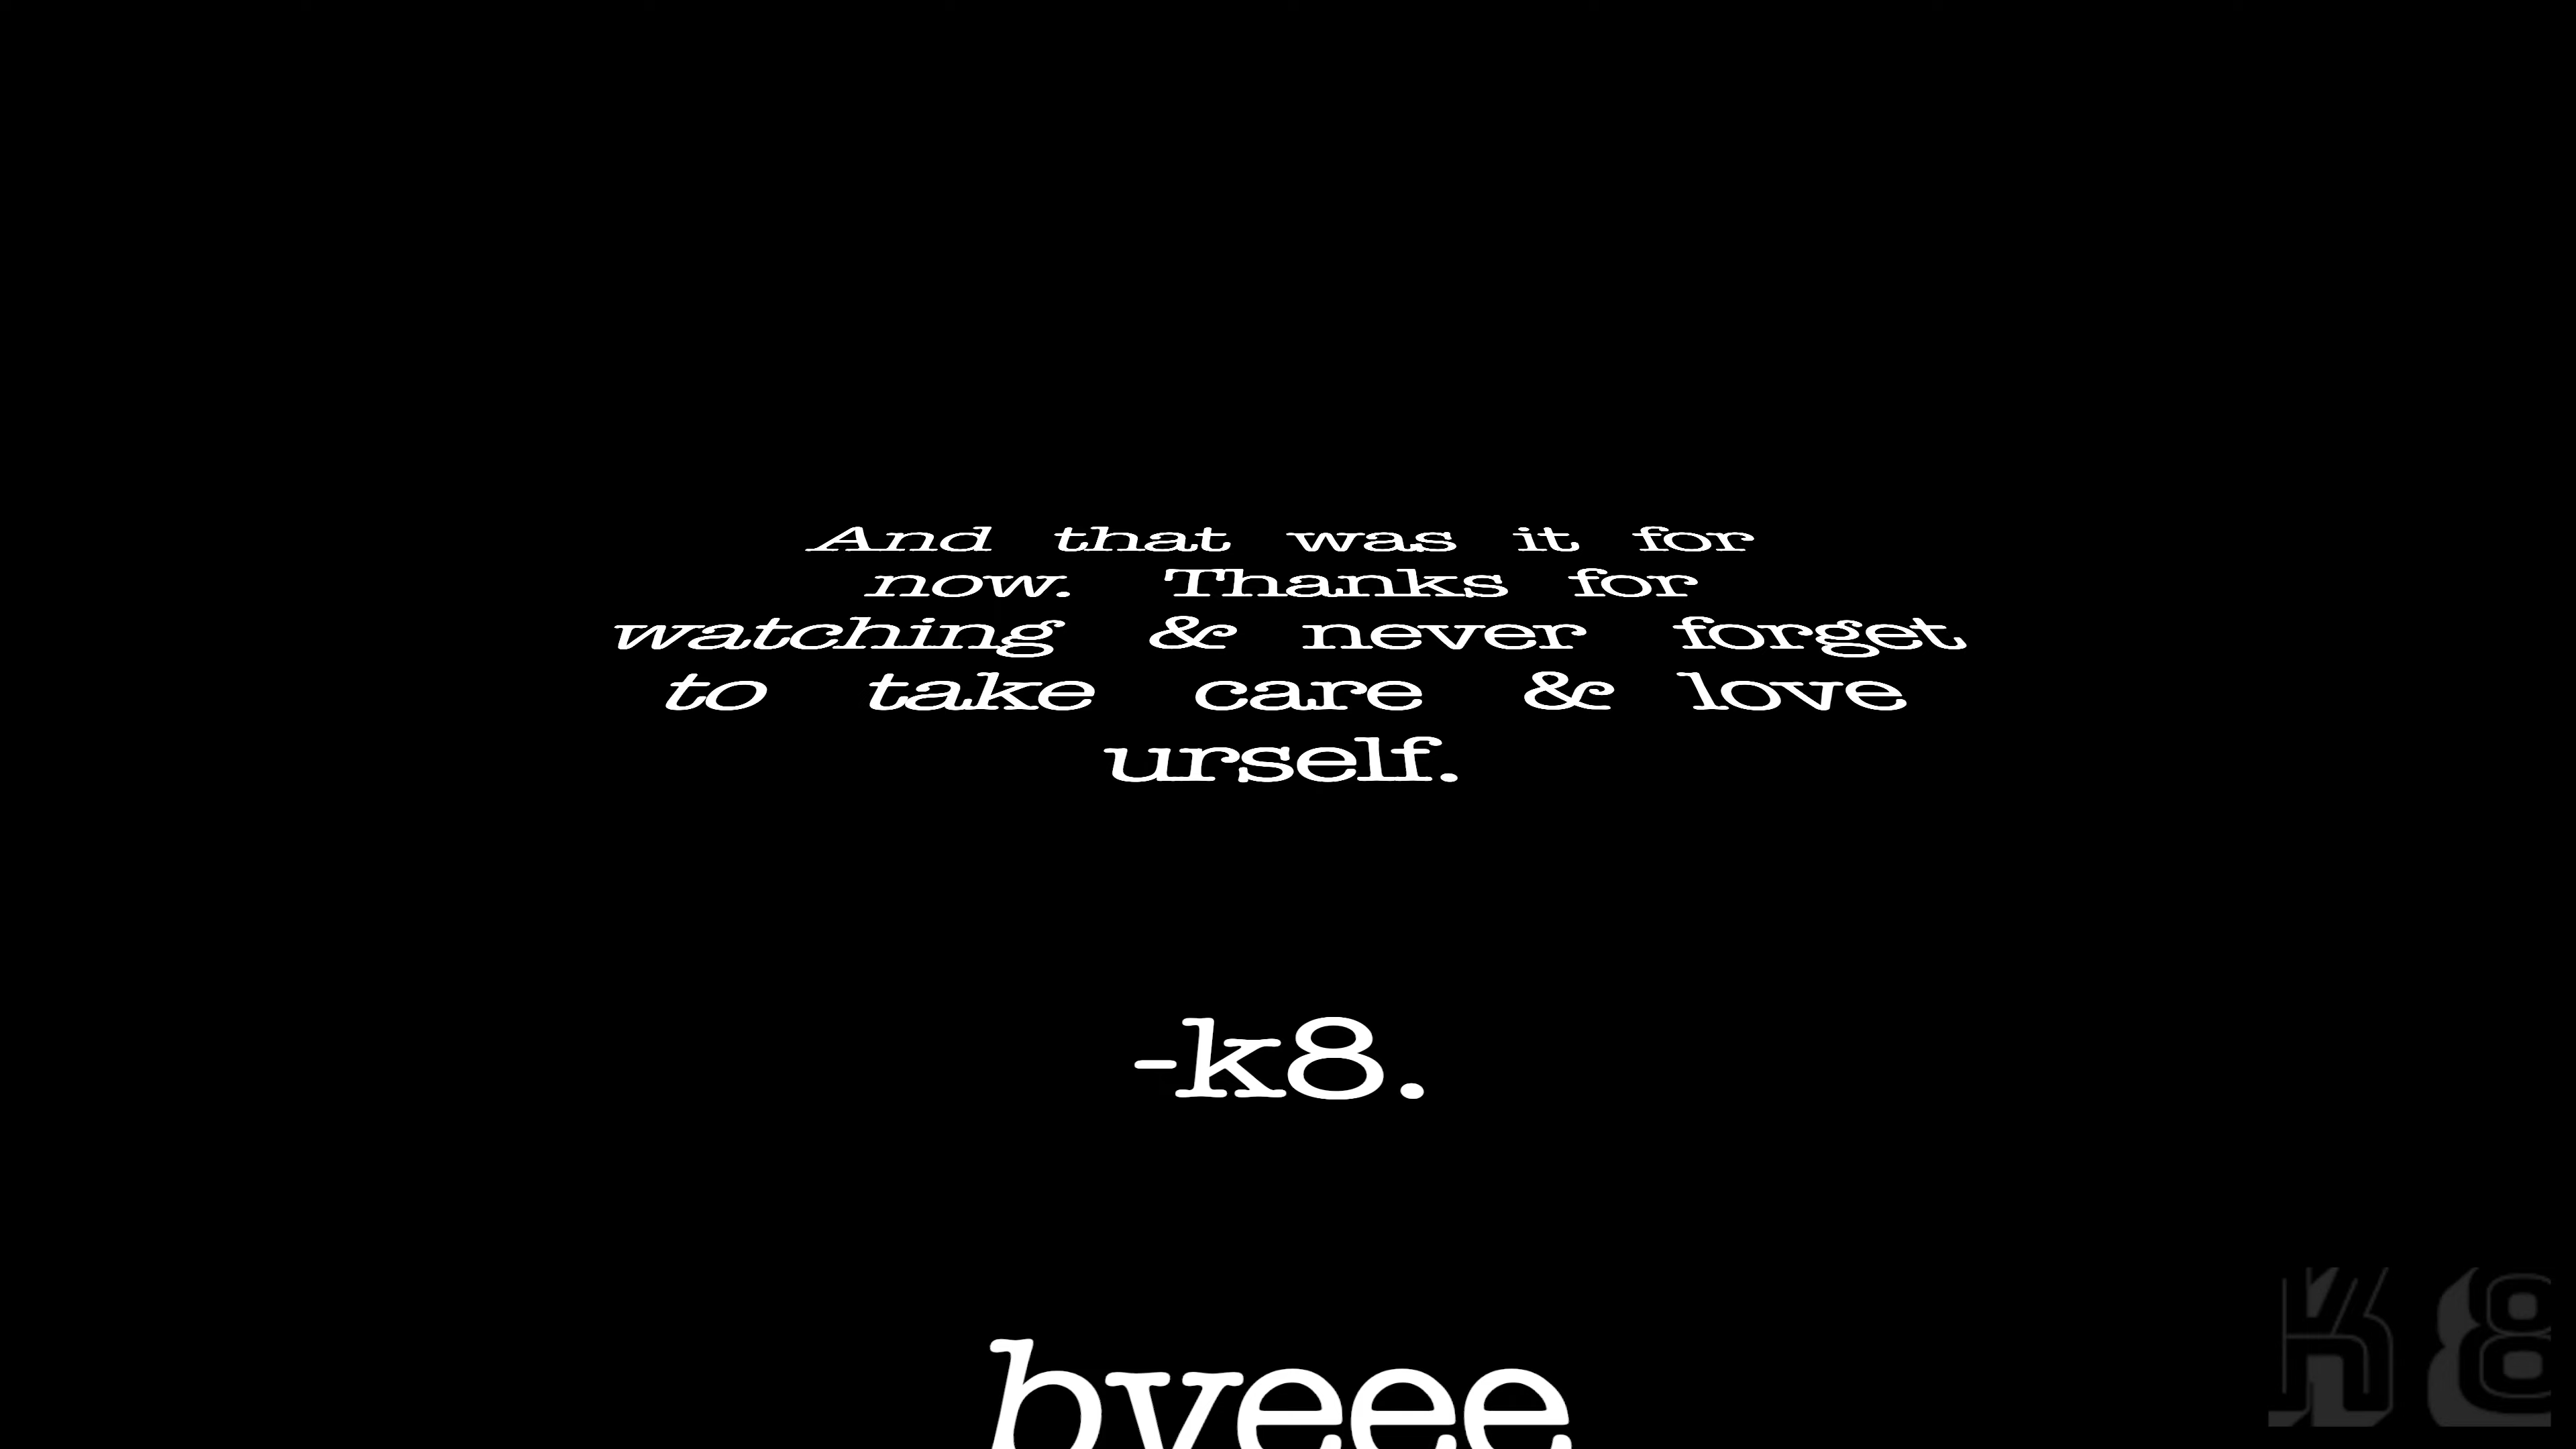 And that was it for
now. Thanks for
watching & never forget
to take care & love
urself.
-k8.
byeee
K8